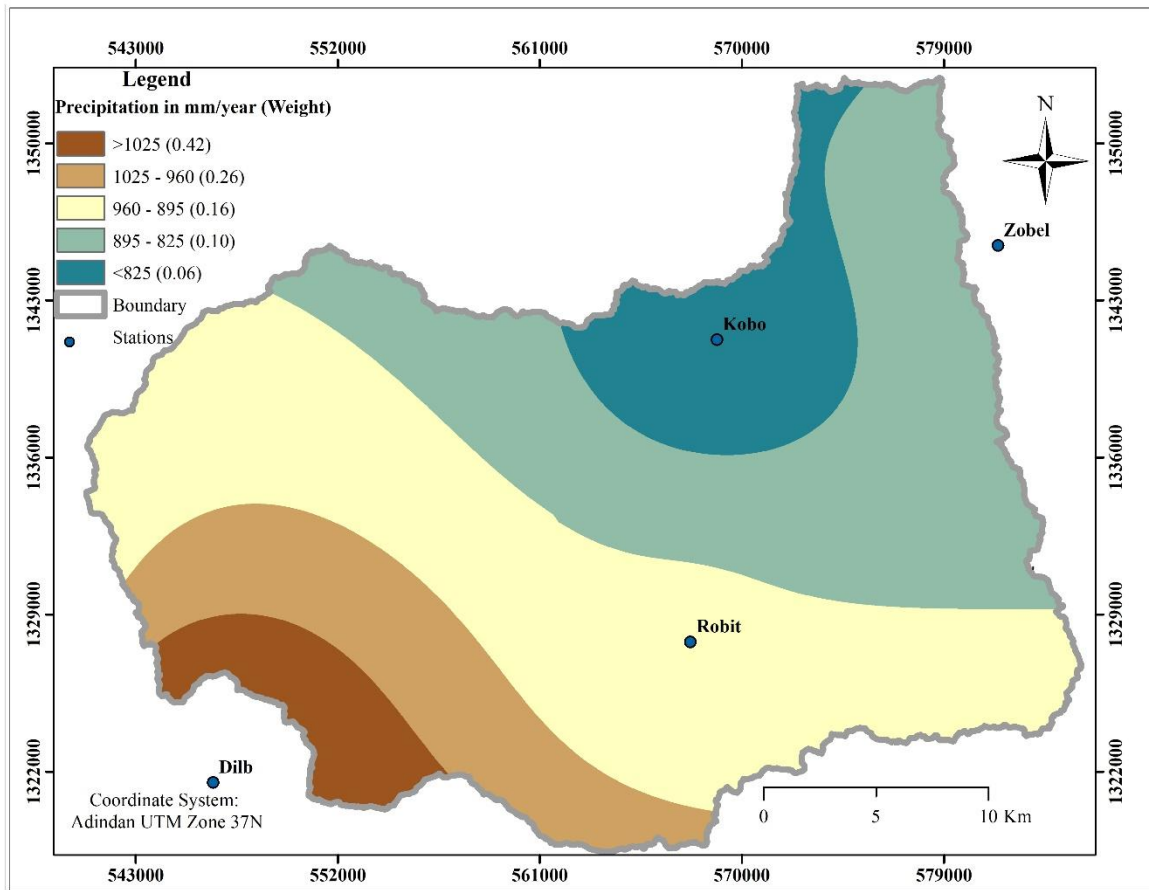 543000 552000 561000 570000 579000
Legend
Precipitation in mm/year (Weight)
>1025 (0.42)
1025 - 960 (0.26)
960 - 895 (0.16)
895 - 825 (0.10)
<825 (0.06)
Boundary
Stations
N
1350000 1350000
Zobel
1343000 1343000
Kobo
1336000 1336000
1329000 1329000
Robit
1322000 1322000
Dilb
Coordinate System:
Adindan UTM Zone 37N
0 5 10 Km
543000 552000 561000 570000 579000